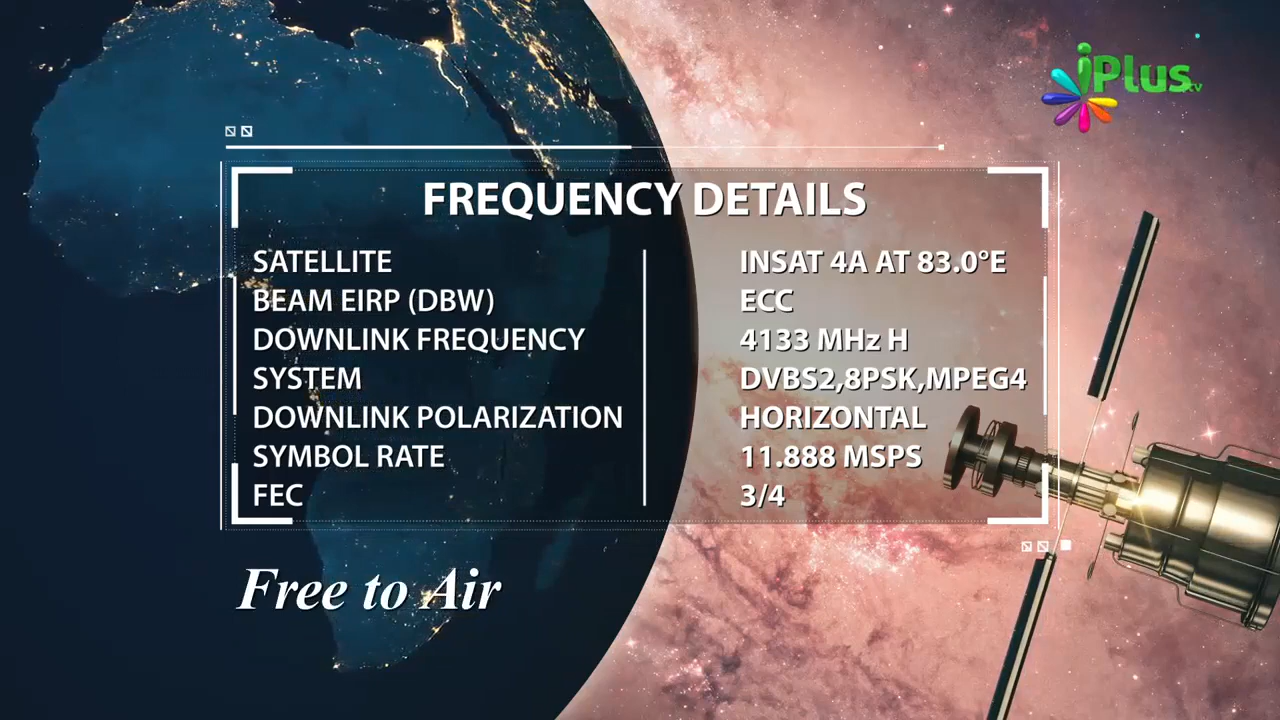 iPlus tv
FREQUENCY DETAILS
SATELLITE INSAT 4A AT 83.0°E
BEAM EIRP (DBW) ECC
DOWNLINK FREQUENCY 4133 MHz H
SYSTEM DVBS2,8PSK,MPEG4
DOWNLINK POLARIZATION HORIZONTAL
SYMBOL RATE 11.888 MSPS
FEC 3/4
Free to Air